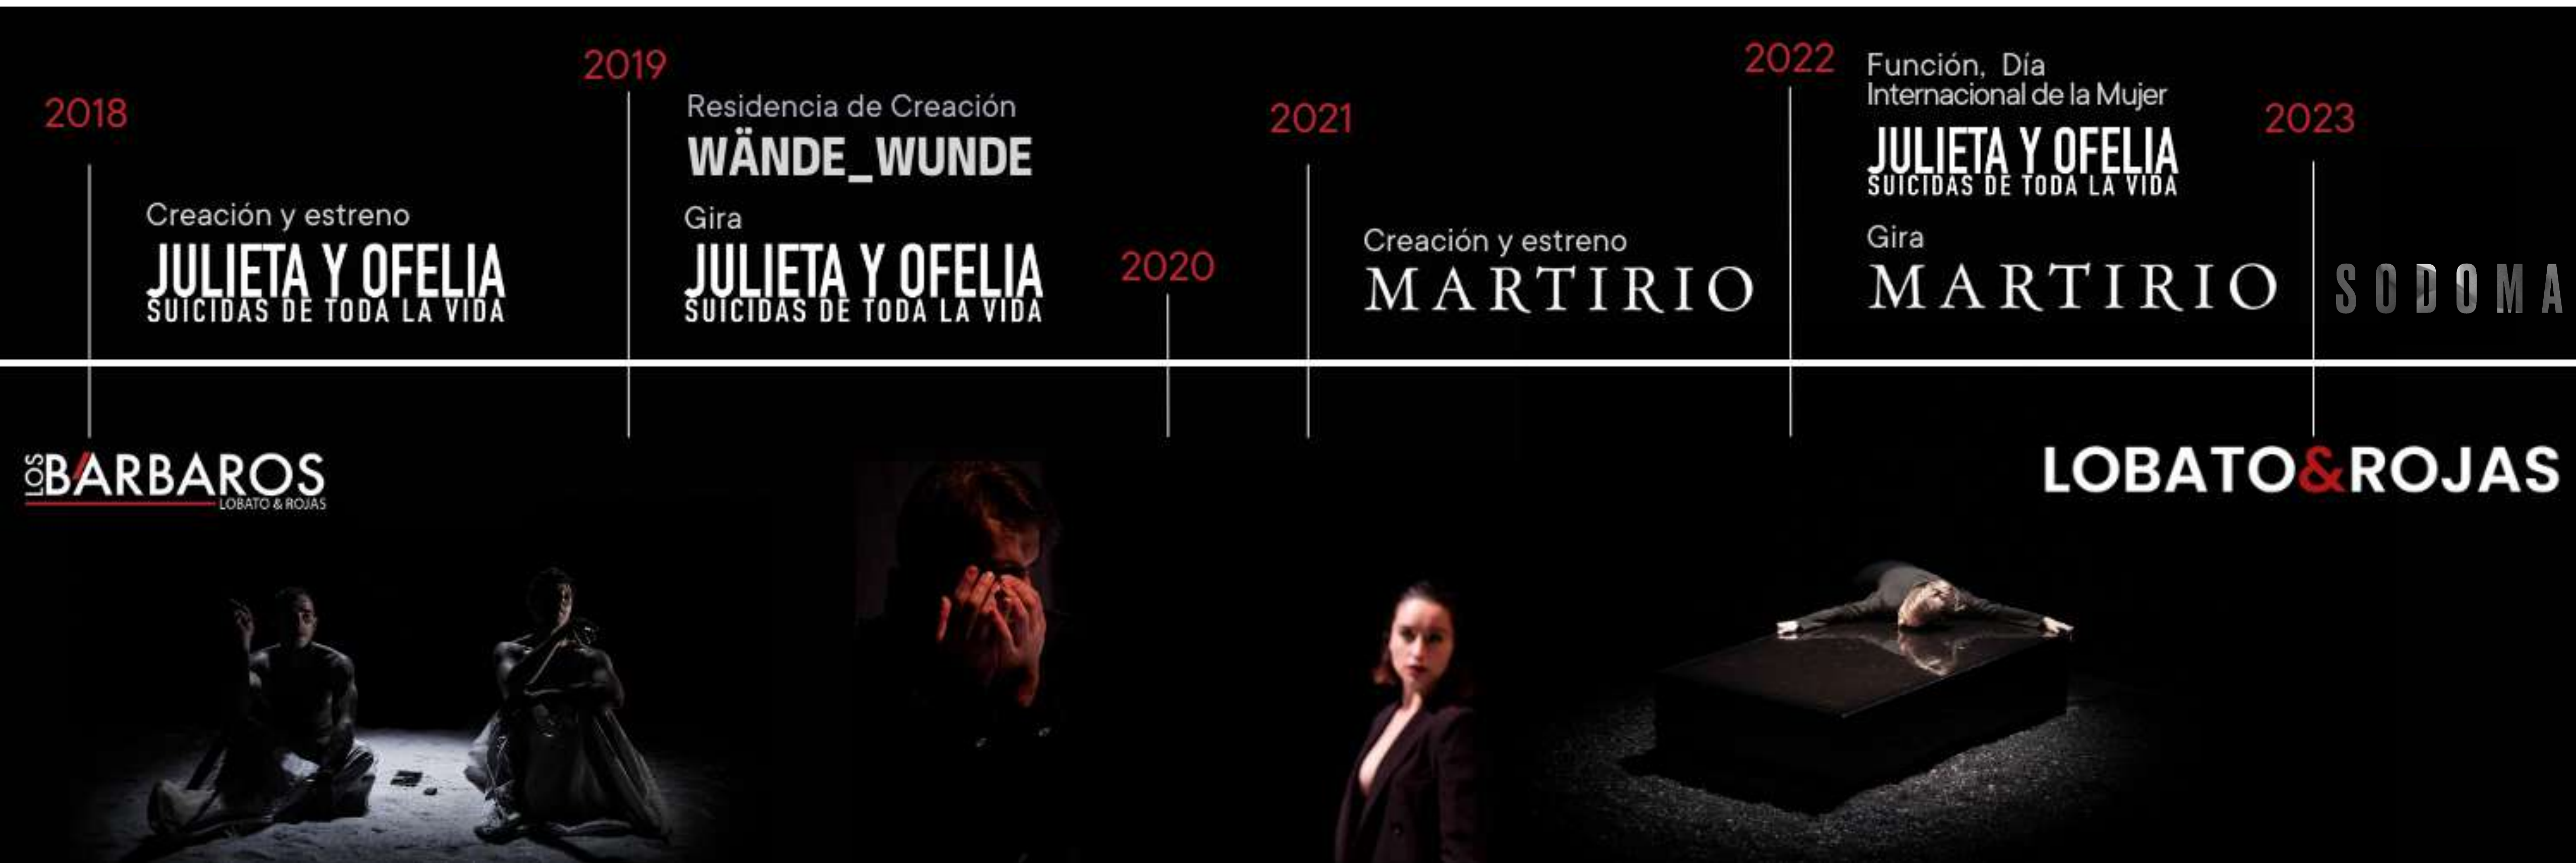 2018
Creación y estreno
JULIETA Y OFELIA
SUICIDAS DE TODA LA VIDA
2019
Residencia de Creación
WÄNDE_WUNDE
Gira
JULIETA Y OFELIA
SUICIDAS DE TODA LA VIDA
2020
2021
Creación y estreno
MARTIRIO
2022
Función, Día
Internacional de la Mujer
JULIETA Y OFELIA
SUICIDAS DE TODA LA VIDA
Gira
MARTIRIO
2023
SODOMA
LOS BÁRBAROS
LOBATO & ROJAS
LOBATO&ROJAS